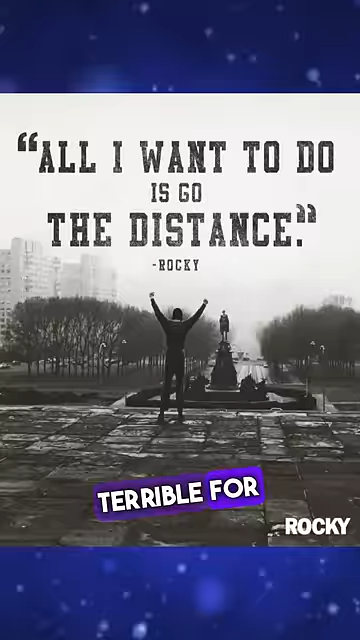 “ALL I WANT TO DO
IS GO
THE DISTANCE.”
-ROCKY
TERRIBLE FOR
ROCKY